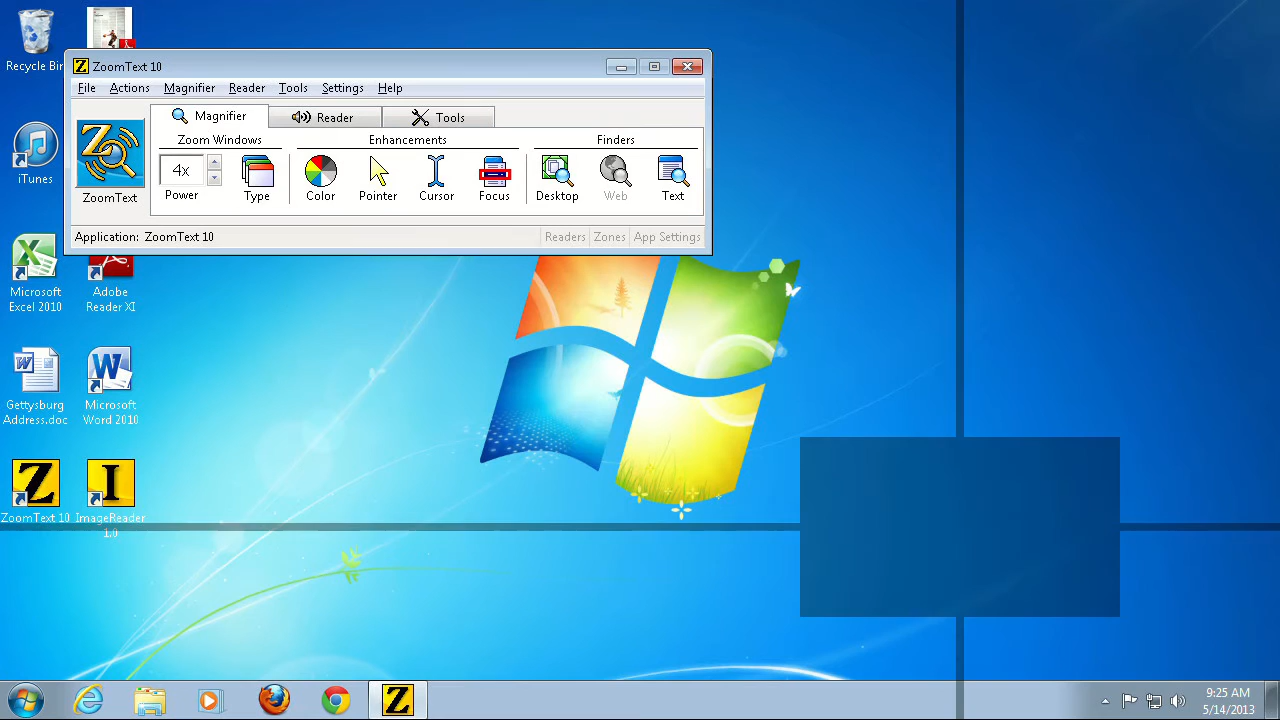 Recycle Bin
ZoomText 10
File Actions Magnifier Reader Tools Settings Help
Magnifier Reader Tools
Zoom Windows Enhancements Finders
4x
Power Type Color Pointer Cursor Focus Desktop Web Text
ZoomText
Application: ZoomText 10 Readers Zones App Settings
iTunes
Microsoft Excel 2010
Adobe Reader XI
Gettysburg Address.doc
Microsoft Word 2010
ZoomText 10
ImageReader 1.0
9:25 AM
5/14/2013